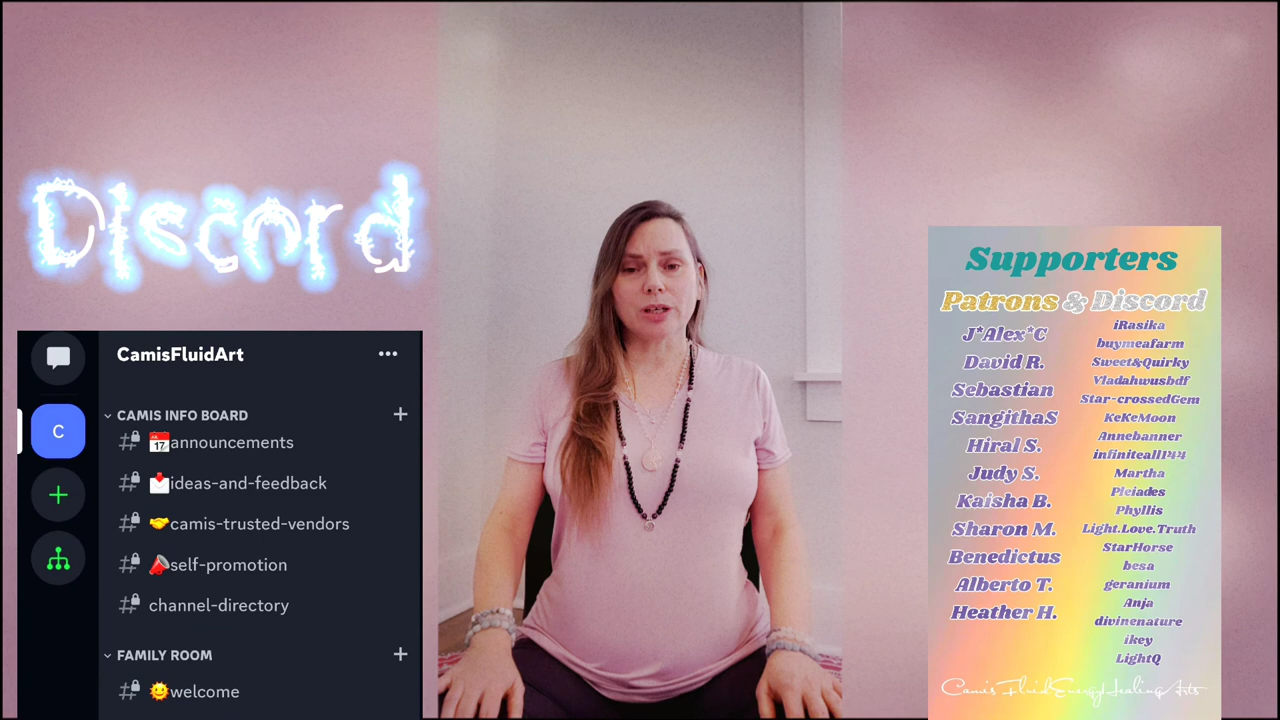 Discord
CamisFluidArt
CAMIS INFO BOARD
announcements
ideas-and-feedback
camis-trusted-vendors
self-promotion
channel-directory
FAMILY ROOM
welcome
C
17
Supporters
Patrons & Discord
J*Alex*C
David R.
Sebastian
SangithaS
Hiral S.
Judy S.
Kaisha B.
Sharon M.
Benedictus
Alberto T.
Heather H.
iRasika
buymeafarm
Sweet&Quirky
Vladahwusbdf
Star-crossedGem
KeKeMoon
Annebanner
infiniteall144
Martha
Pleiades
Phyllis
Light.Love.Truth
StarHorse
besa
geranium
Anja
divinenature
ikey
LightQ
CamisFluidEnergyHealingArts